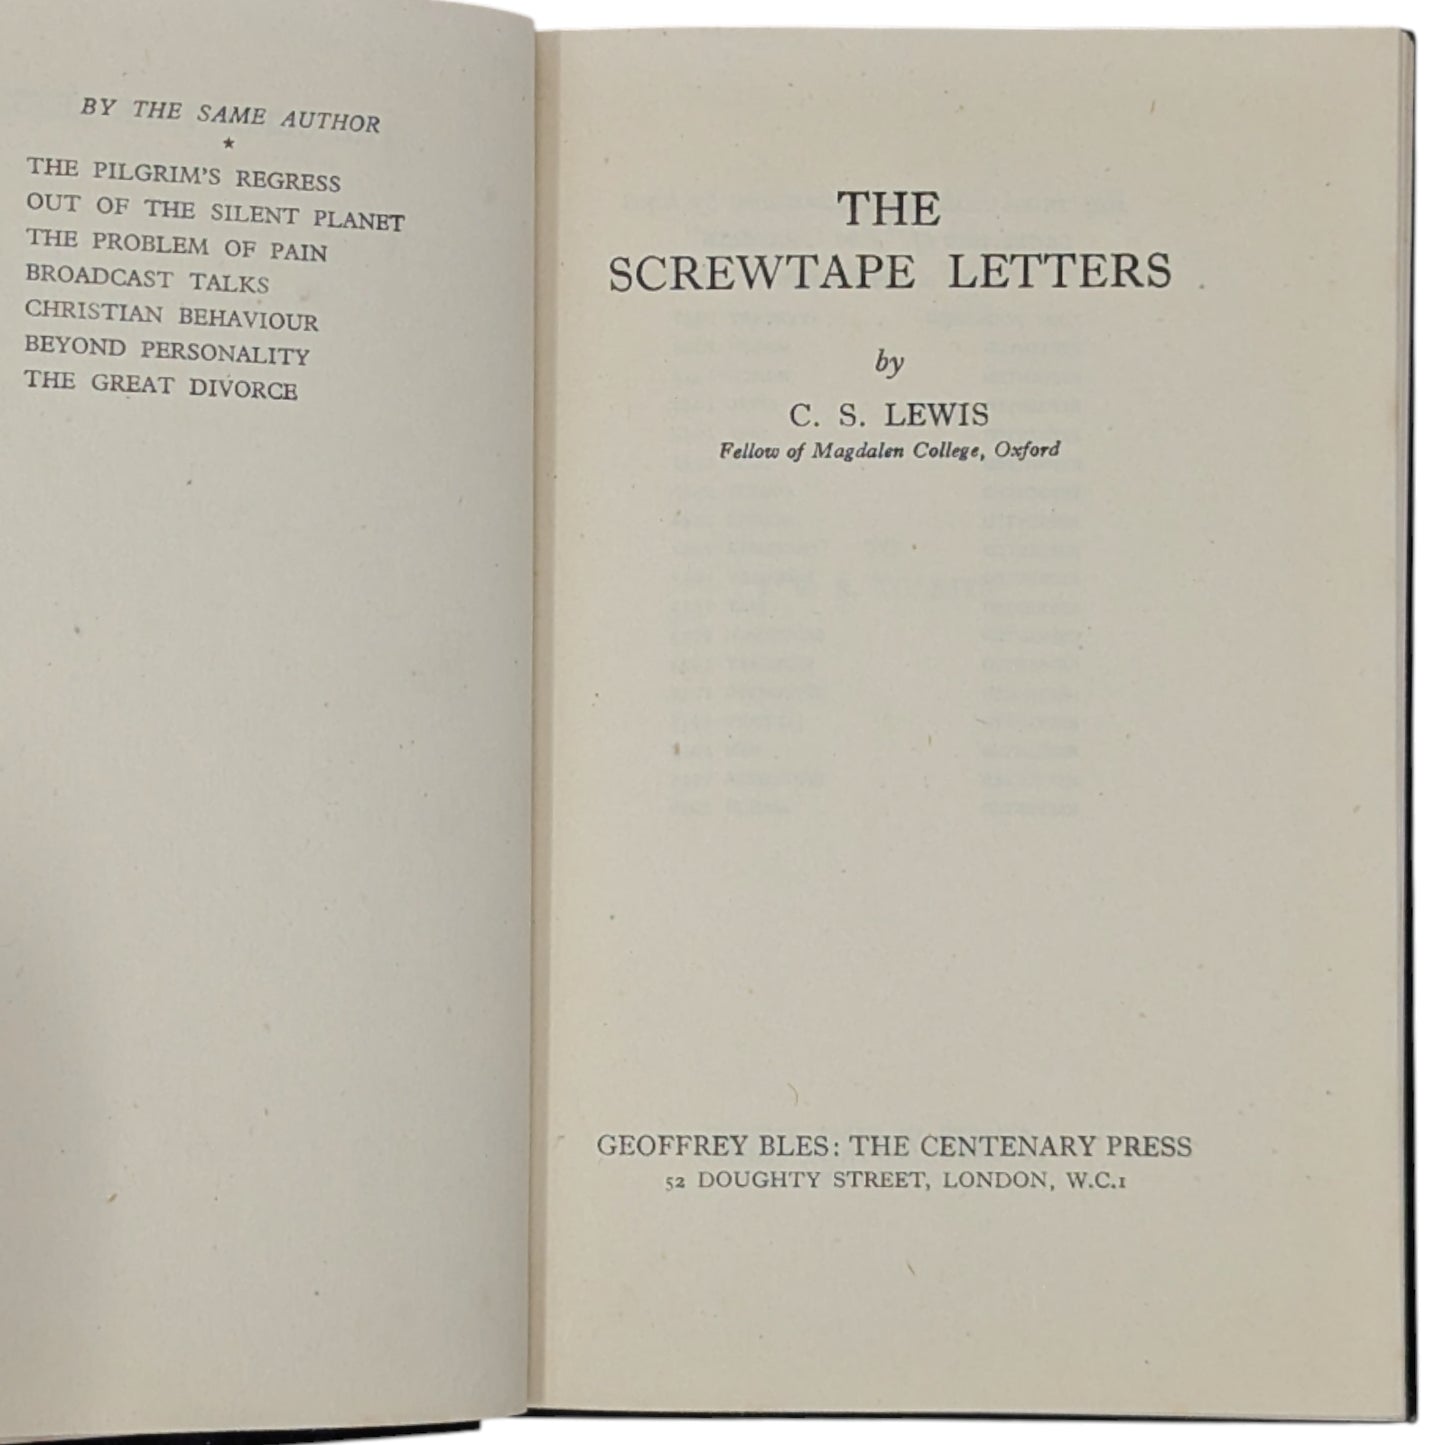 BY THE SAME AUTHOR
★
THE PILGRIM'S REGRESS
OUT OF THE SILENT PLANET
THE PROBLEM OF PAIN
BROADCAST TALKS
CHRISTIAN BEHAVIOUR
BEYOND PERSONALITY
THE GREAT DIVORCE
THE
SCREWTAPE LETTERS
by
C. S. LEWIS
Fellow of Magdalen College, Oxford
GEOFFREY BLES: THE CENTENARY PRESS
52 DOUGHTY STREET, LONDON, W.C.1